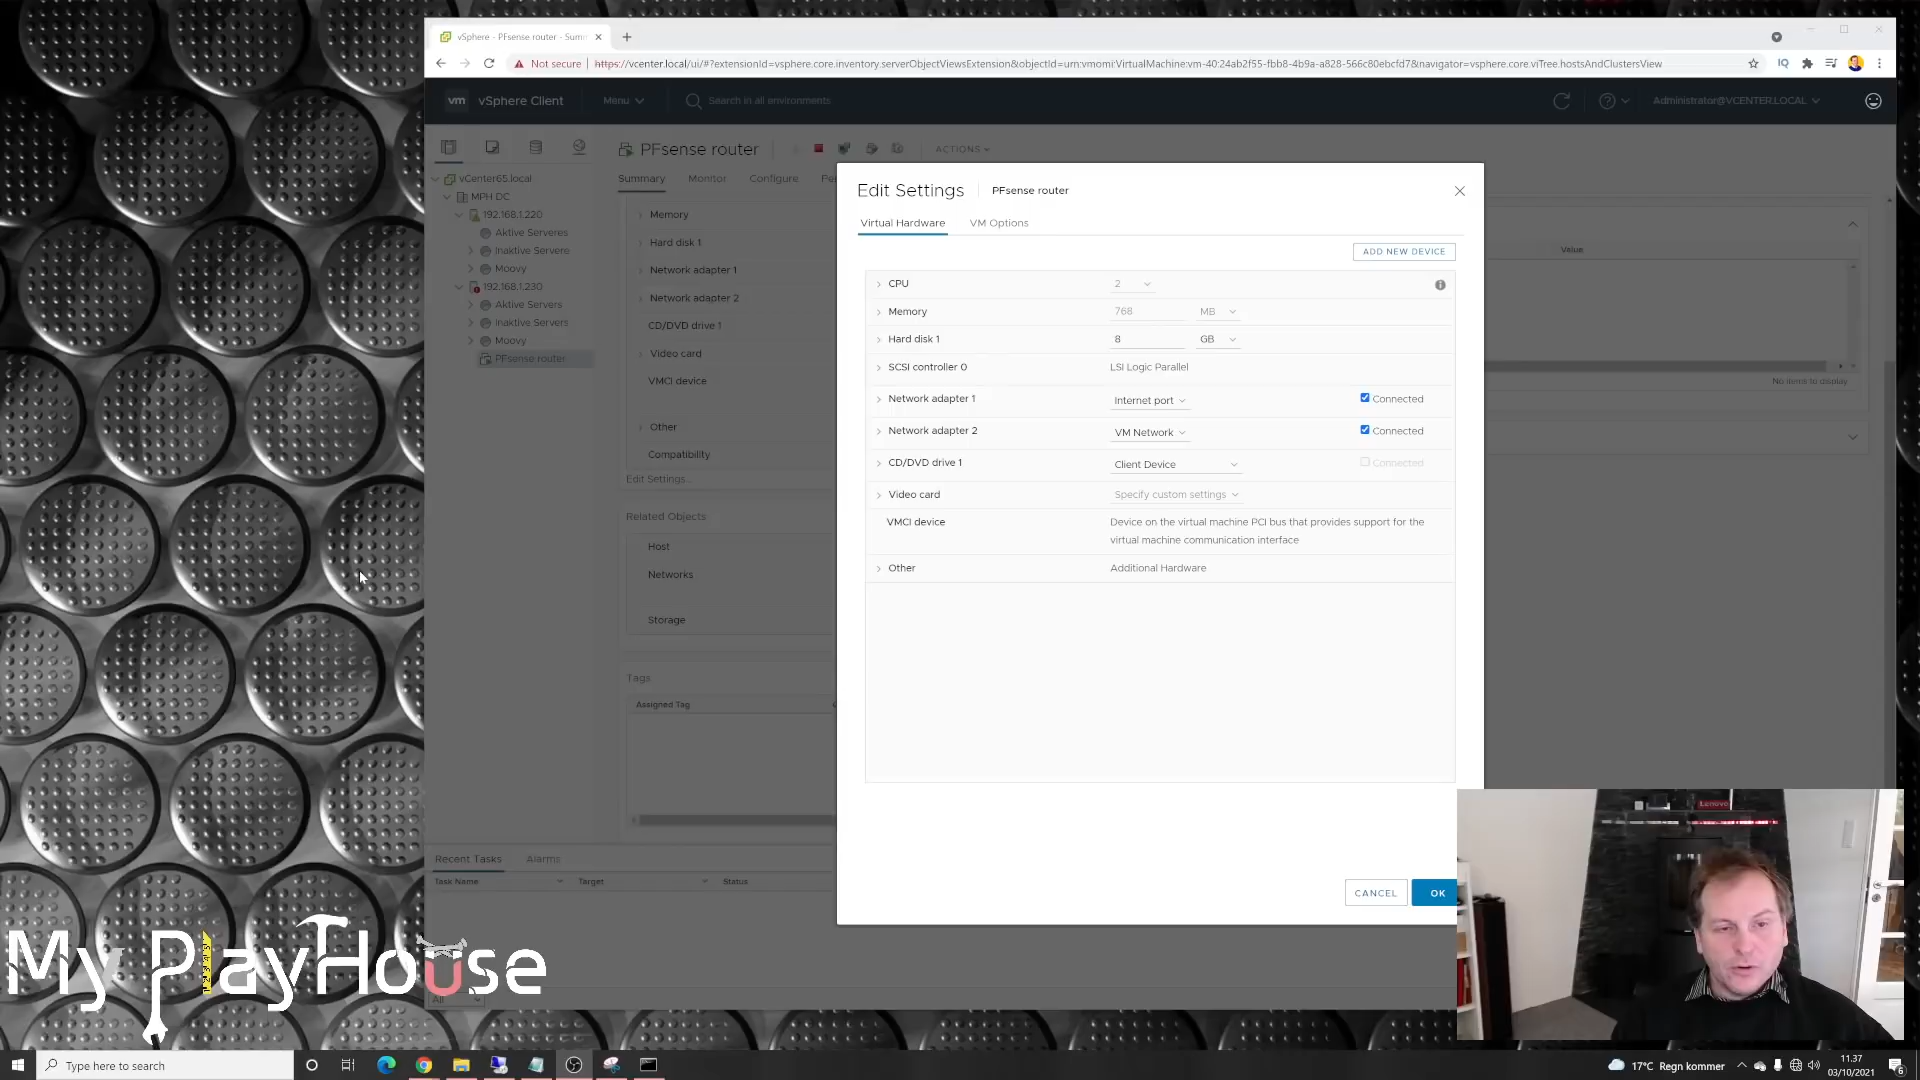 vSphere - PFsense router - Summ
Not secure
https://vcenter.local/ui/#?extensionId=vsphere.core.inventory.serverObjectViewsExtension&objectId=urn:vmomi:VirtualMachine:vm-40:24ab2f55-fbb8-4b9a-a828-566c80ebcfd7&navigator=vsphere.core.viTree.hostsAndClustersView
vm vSphere Client
Menu
Search in all environments
Administrator@VCENTER.LOCAL
vCenter65.local
MPH DC
192.168.1.220
Aktive Serveres
Inaktive Servere
Moovy
192.168.1.230
Aktive Servers
Inaktive Servers
Moovy
PFsense router
PFsense router
ACTIONS
Summary
Monitor
Configure
Memory
Hard disk 1
Network adapter 1
Network adapter 2
CD/DVD drive 1
Video card
VMCI device
Other
Compatibility
Edit Settings...
Related Objects
Host
Networks
Storage
Tags
Assigned Tag
Value
No items to display
Edit Settings
PFsense router
Virtual Hardware
VM Options
ADD NEW DEVICE
CPU
2
Memory
768
MB
Hard disk 1
8
GB
SCSI controller 0
LSI Logic Parallel
Network adapter 1
Internet port
Connected
Network adapter 2
VM Network
Connected
CD/DVD drive 1
Client Device
Connected
Video card
Specify custom settings
VMCI device
Device on the virtual machine PCI bus that provides support for the
virtual machine communication interface
Other
Additional Hardware
CANCEL
OK
Recent Tasks
Alarms
Task Name
Target
Status
All
My PlayHouse
Lenovo
Type here to search
17°C Regn kommer
11.37
03/10/2021
6